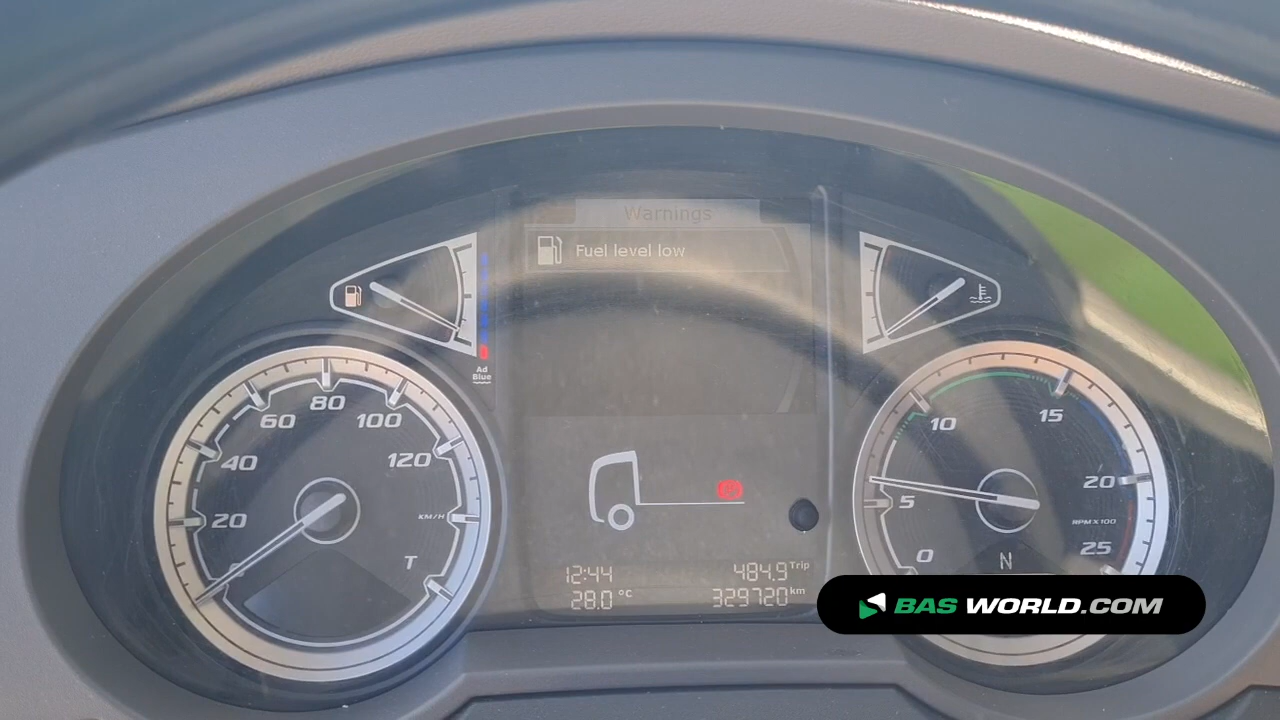 Warnings
Fuel level low
Ad
Blue
20
40
60
80
100
120
KM/H
T
0
5
10
15
20
25
RPM X 100
N
12:44
484.9 Trip
28.0 °C
329720 km
BAS WORLD.COM